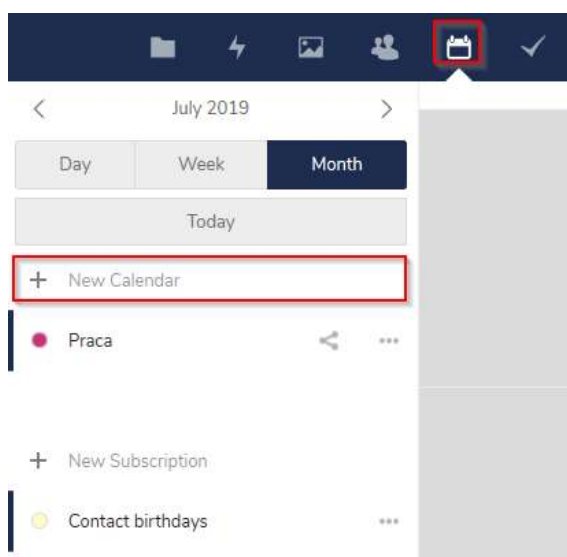 July 2019
Day Week Month
Today
New Calendar
Praca
New Subscription
Contact birthdays